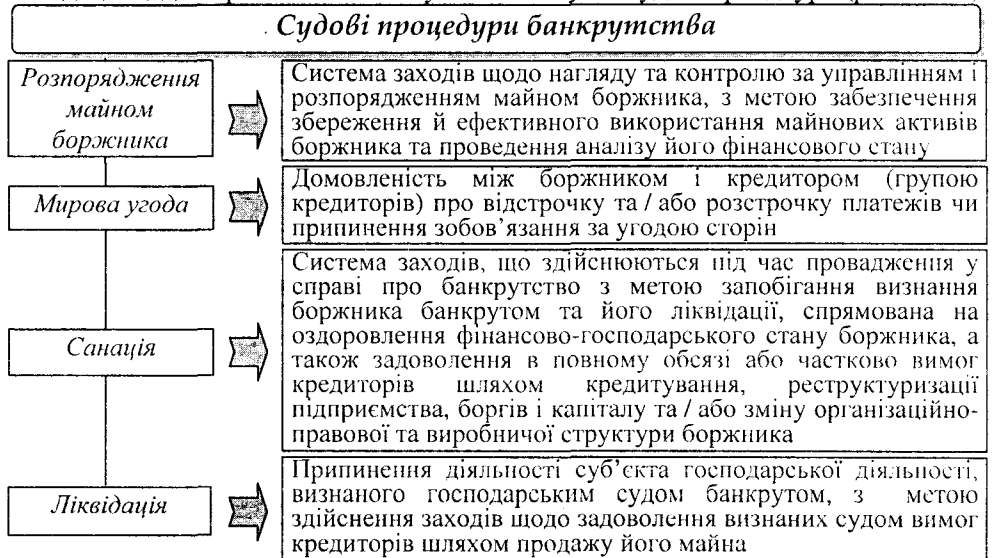 Судові процедури банкрутства
Розпорядження
майном
боржника
Система заходів щодо нагляду та контролю за управлінням і
розпорядженням майном боржника, з метою забезпечення
збереження й ефективного використання майнових активів
боржника та проведення аналізу його фінансового стану
Мирова угода
Домовленість між боржником і кредитором (групою
кредиторів) про відстрочку та / або розстрочку платежів чи
припинення зобов’язання за угодою сторін
Санація
Система заходів, що здійснюються під час провадження у
справі про банкрутство з метою запобігання визнання
боржника банкрутом та його ліквідації, спрямована на
оздоровлення фінансово-господарського стану боржника, а
також задоволення в повному обсязі або частково вимог
кредиторів шляхом кредитування, реструктуризації
підприємства, боргів і капіталу та / або зміну організаційно-
правової та виробничої структури боржника
Ліквідація
Припинення діяльності суб’єкта господарської діяльності,
визнаного господарським судом банкрутом, з метою
здійснення заходів щодо задоволення визнаних судом вимог
кредиторів шляхом продажу його майна